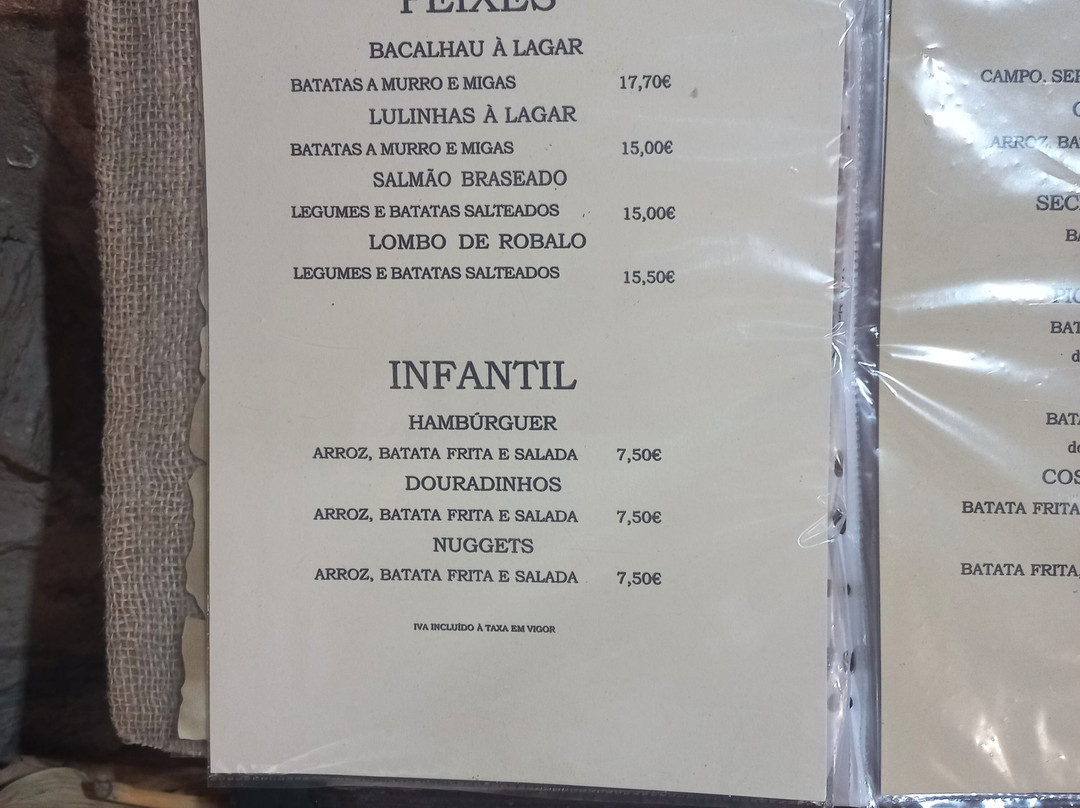 PEIXES
BACALHAU À LAGAR
BATATAS A MURRO E MIGAS 17,70€
LULINHAS À LAGAR
BATATAS A MURRO E MIGAS 15,00€
SALMÃO BRASEADO
LEGUMES E BATATAS SALTEADOS 15,00€
LOMBO DE ROBALO
LEGUMES E BATATAS SALTEADOS 15,50€
INFANTIL
HAMBÚRGUER
ARROZ, BATATA FRITA E SALADA 7,50€
DOURADINHOS
ARROZ, BATATA FRITA E SALADA 7,50€
NUGGETS
ARROZ, BATATA FRITA E SALADA 7,50€
IVA INCLUÍDO À TAXA EM VIGOR
CAMPO,
ARROZ,
BATATA FRITA
BATATA FRITA,